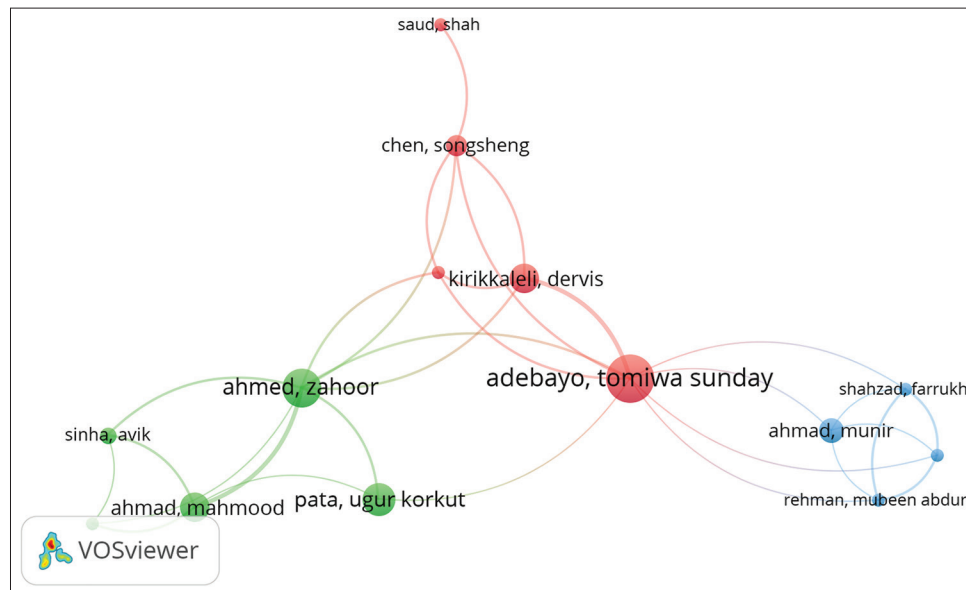 saud, shah
chen, songsheng
kirikkaleli, dervis
ahmed, zahoor
adebayo, tomiwa sunday
shahzad, farrukh
sinha, avik
ahmad, munir
ahmad, mahmood
pata, ugur korkut
rehman, mubeen abdur
VOSviewer